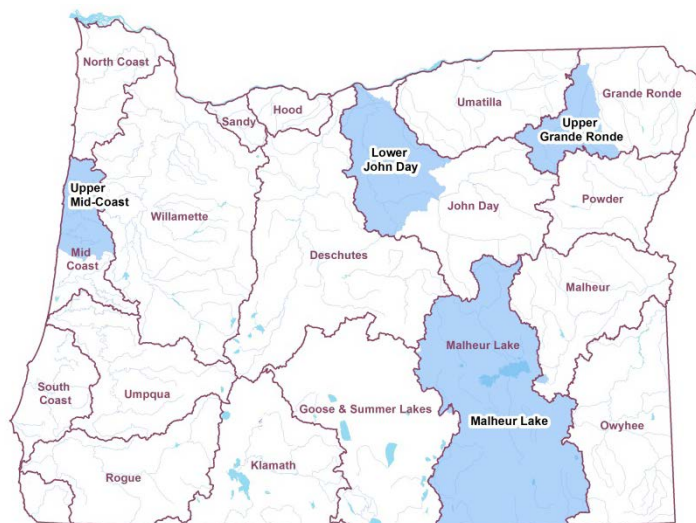 North Coast
Sandy
Hood
Umatilla
Grande Ronde
Upper
Grande Ronde
Lower
John Day
Upper
Mid-Coast
Willamette
John Day
Powder
Mid
Coast
Deschutes
Malheur
Malheur Lake
South
Coast
Umpqua
Goose & Summer Lakes
Malheur Lake
Owyhee
Rogue
Klamath